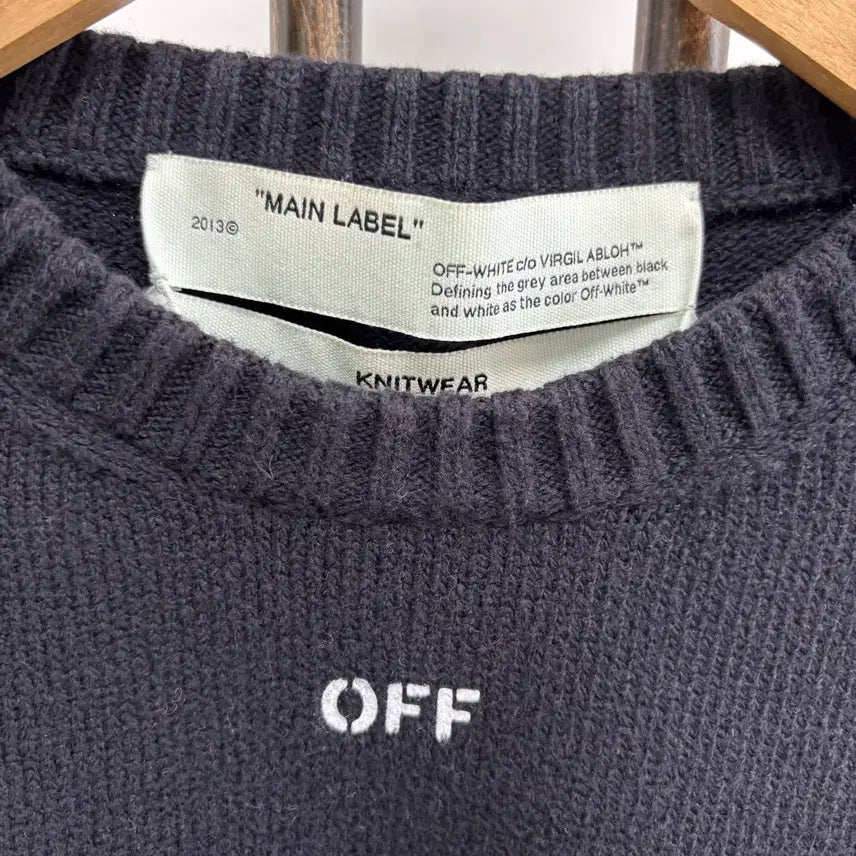 "MAIN LABEL"
2013©
OFF-WHITE c/o VIRGIL ABLOH™
Defining the grey area between black
and white as the color Off-White™
KNITWEAR
OFF